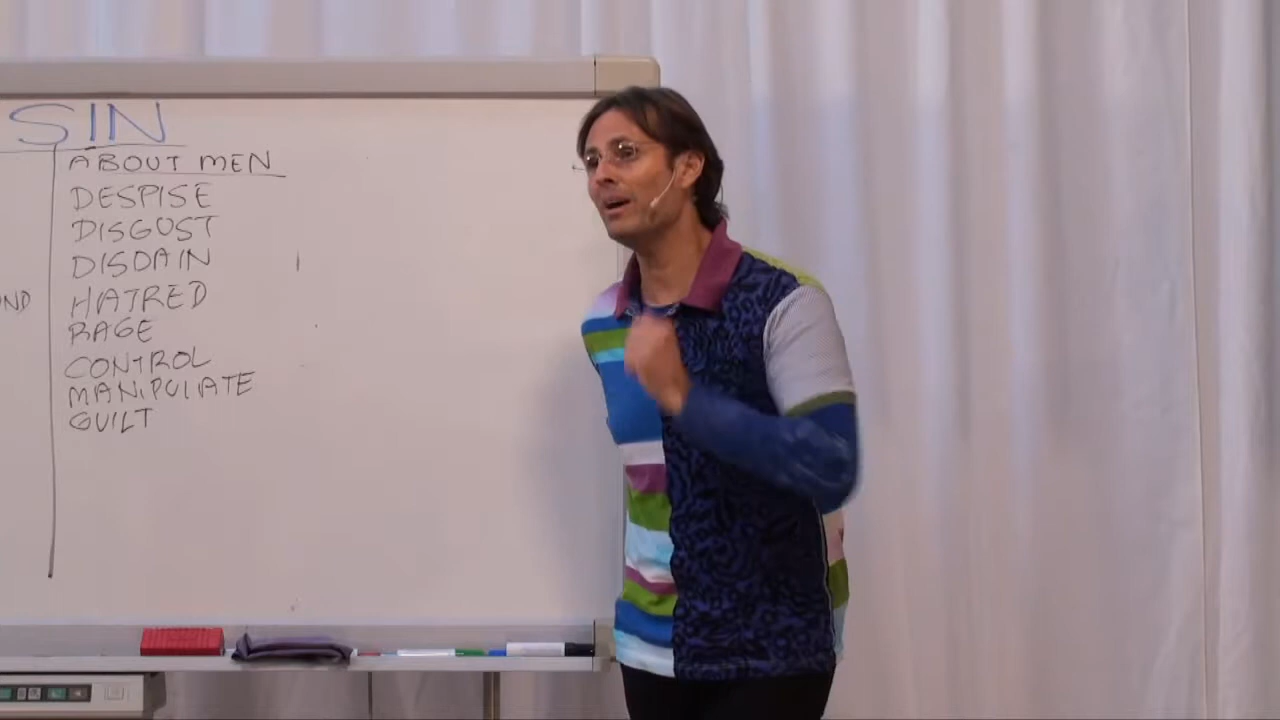 SIN
ABOUT MEN
DESPISE
DISGUST
DISDAIN
HATRED
RAGE
CONTROL
MANIPULATE
GUILT